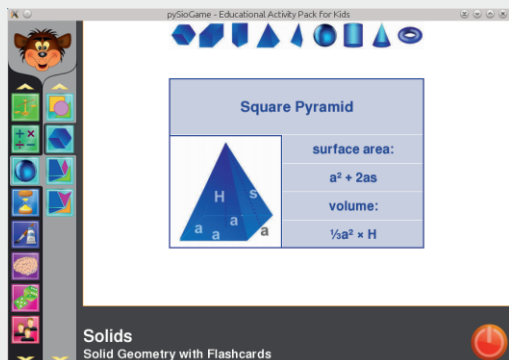 pySioGame - Educational Activity Pack for Kids
Square Pyramid
surface area:
a² + 2as
volume:
⅓a² × H
H
s
a
a
a
a
Solids
Solid Geometry with Flashcards